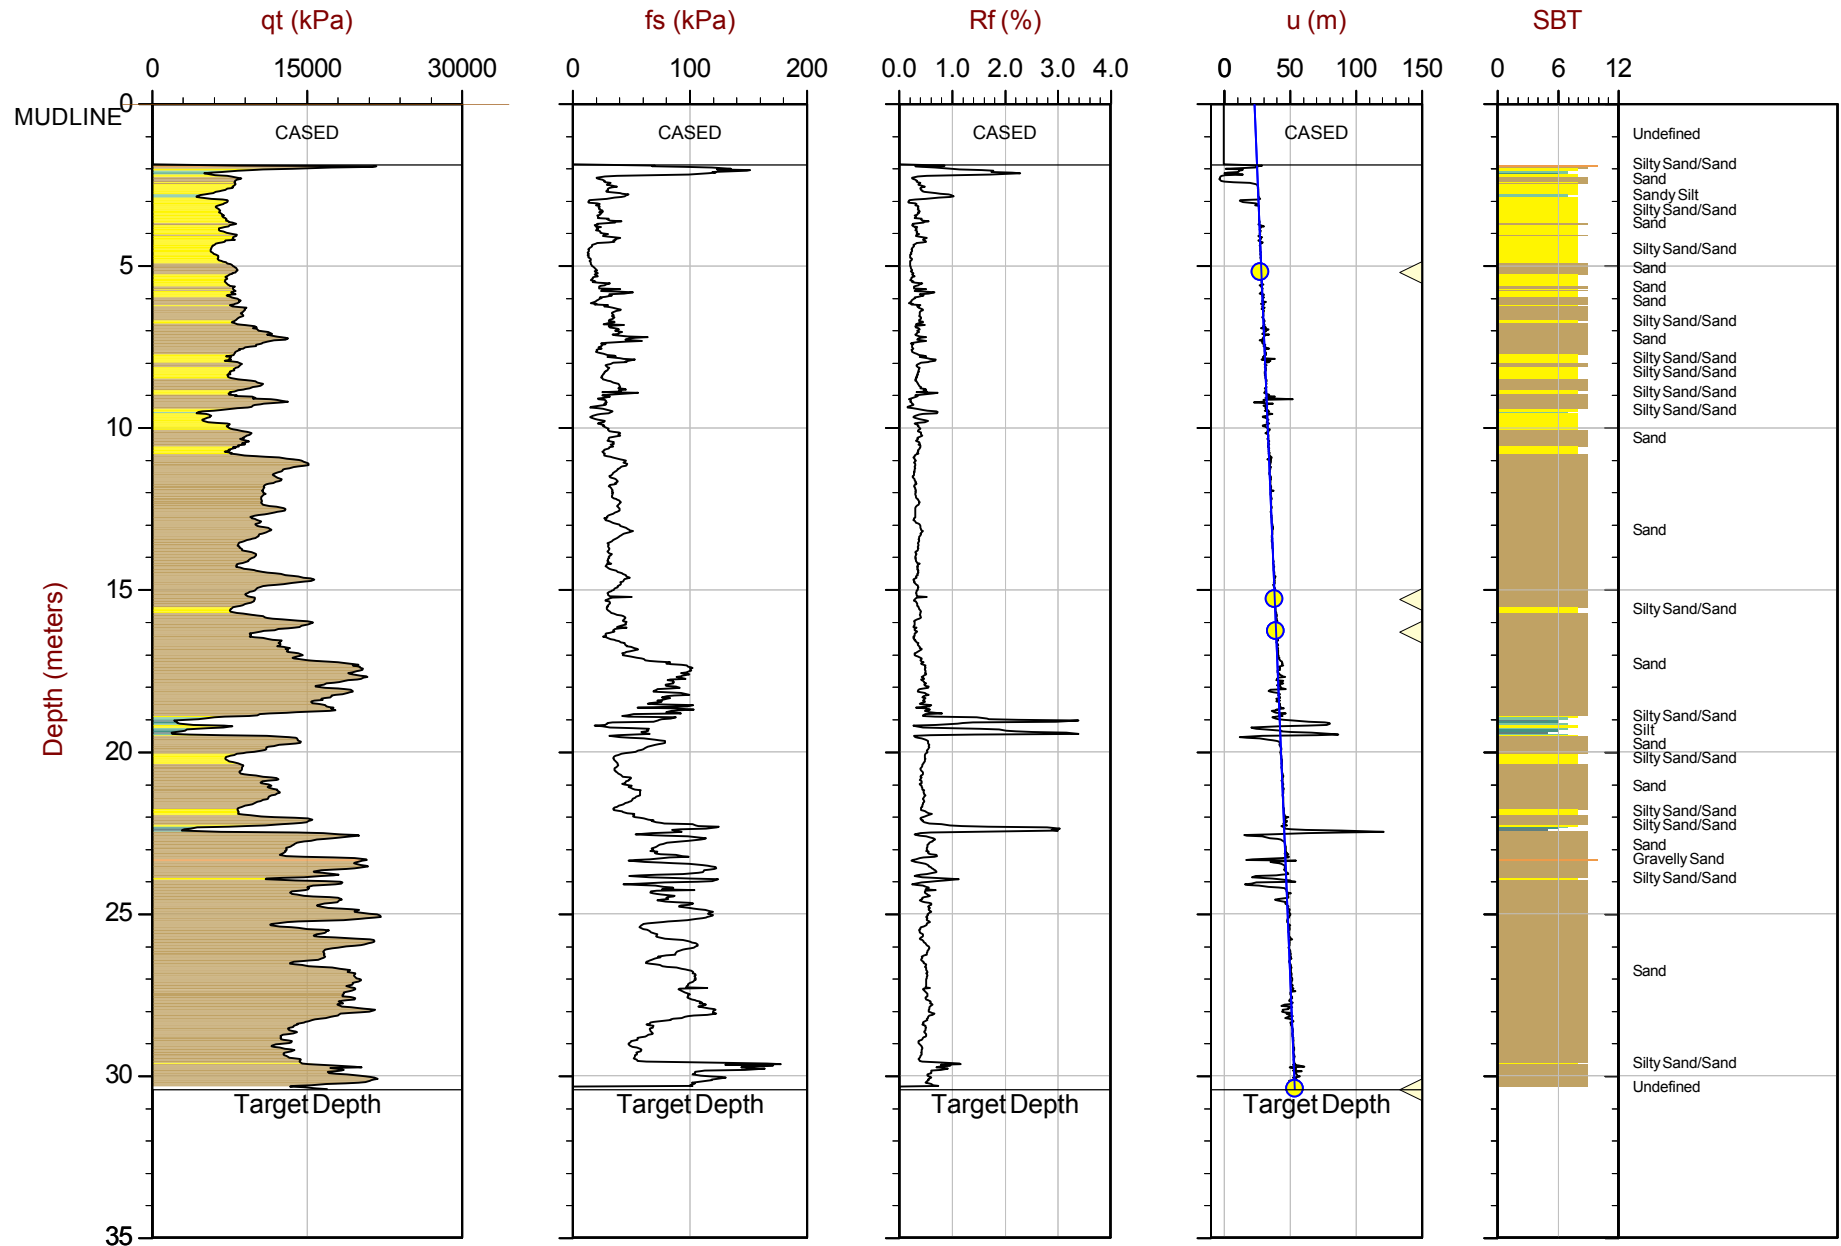 qt (kPa) fs (kPa) Rf (%) u (m) SBT
0 15000 30000 0 100 200 0.0 1.0 2.0 3.0 4.0 0 50 100 150 0 6 12
0
MUDLINE
CASED CASED CASED CASED
Undefined
Silty Sand/Sand
Sand
Sandy Silt
Silty Sand/Sand
Sand
Silty Sand/Sand
5
Sand
Sand
Sand
Silty Sand/Sand
Sand
Silty Sand/Sand
Silty Sand/Sand
Silty Sand/Sand
Silty Sand/Sand
10
Sand
Sand
15
Silty Sand/Sand
Depth (meters)
Sand
Silty Sand/Sand
Silt
Sand
20
Silty Sand/Sand
Sand
Silty Sand/Sand
Silty Sand/Sand
Sand
Gravelly Sand
Silty Sand/Sand
25
Sand
Silty Sand/Sand
30
Undefined
Target Depth Target Depth Target Depth Target Depth
35